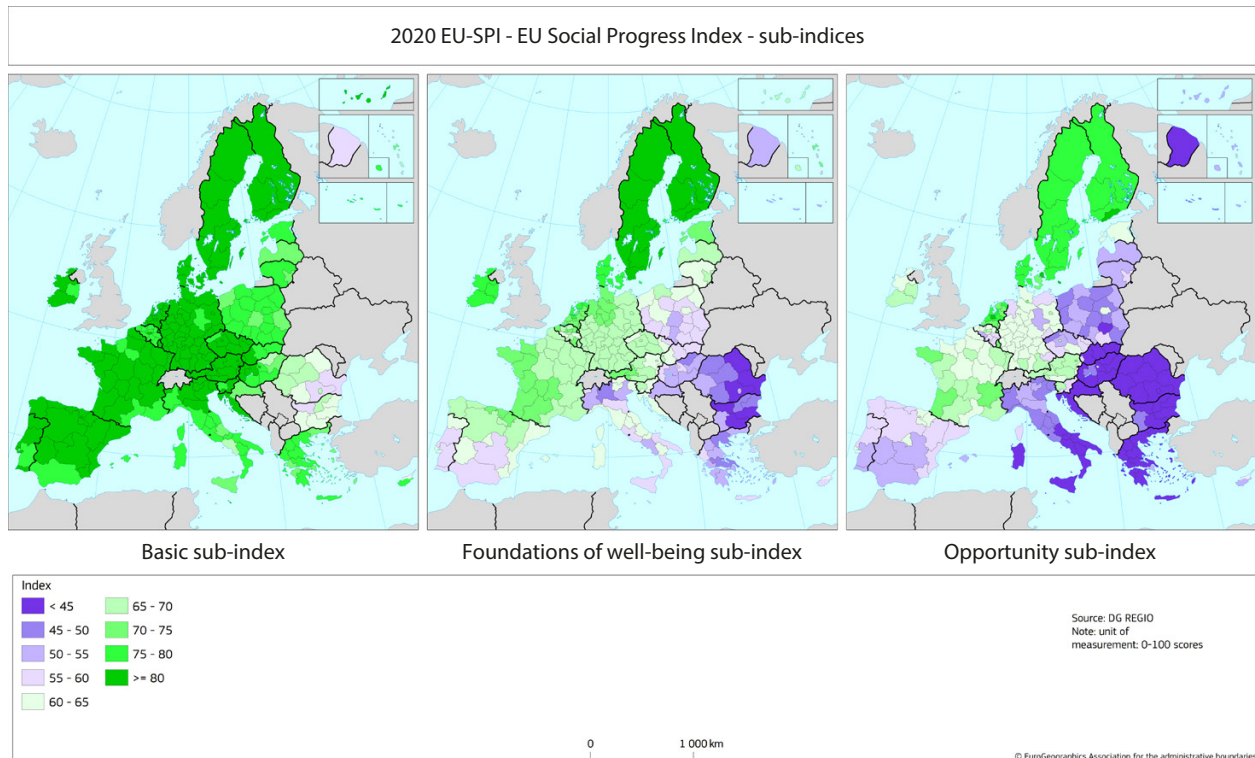 2020 EU-SPI - EU Social Progress Index - sub-indices
Basic sub-index
Foundations of well-being sub-index
Opportunity sub-index
Index
< 45
45 - 50
50 - 55
55 - 60
60 - 65
65 - 70
70 - 75
75 - 80
>= 80
Source: DG REGIO
Note: unit of
measurement: 0-100 scores
0
1 000 km
© EuroGeographics Association for the administrative boundaries